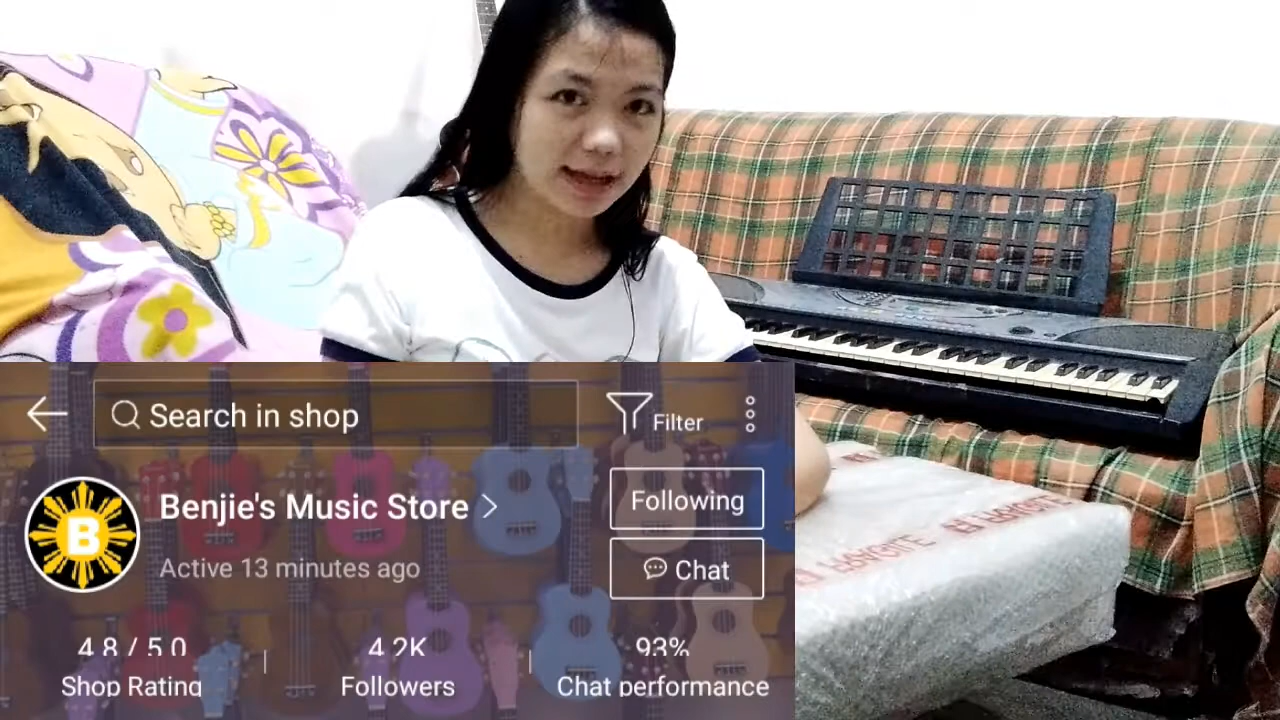 Search in shop
Filter
B
Benjie's Music Store
Following
Active 13 minutes ago
Chat
4.8 / 5.0
4.2K
93%
Shop Rating
Followers
Chat performance